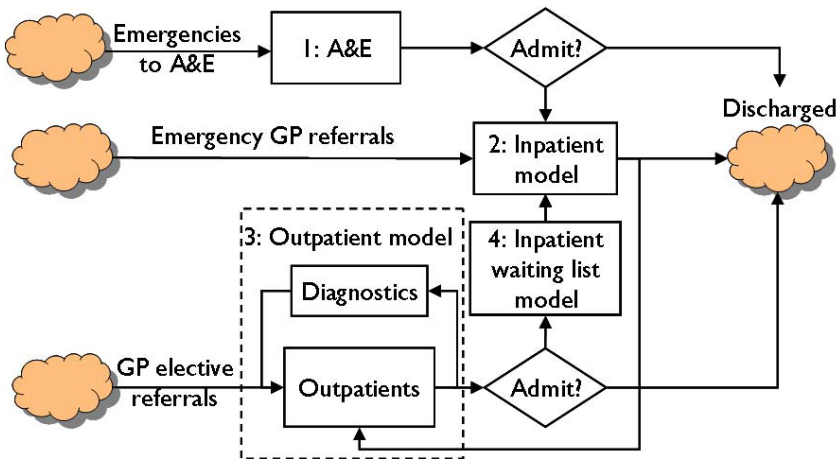 Emergencies
to A&E
1: A&E
Admit?
Discharged
Emergency GP referrals
2: Inpatient
model
3: Outpatient model
4: Inpatient
waiting list
model
Diagnostics
GP elective
referrals
Outpatients
Admit?